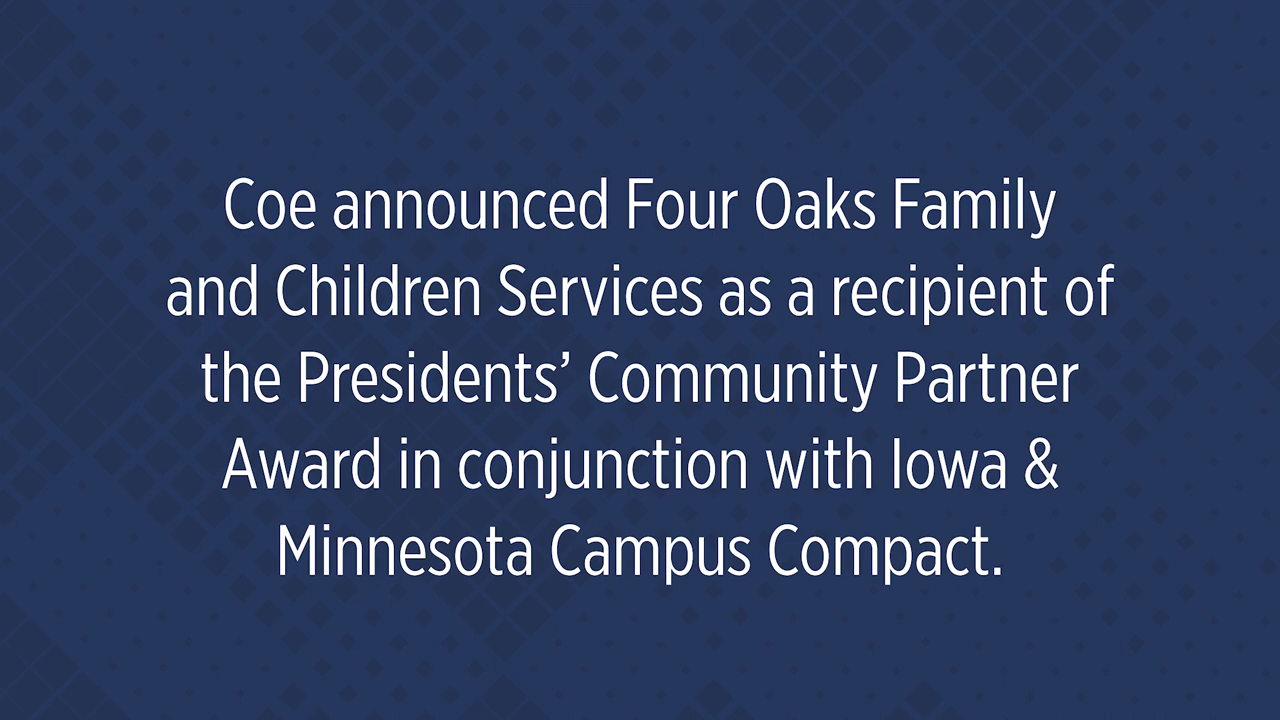 Coe announced Four Oaks Family
and Children Services as a recipient of
the Presidents’ Community Partner
Award in conjunction with Iowa &
Minnesota Campus Compact.